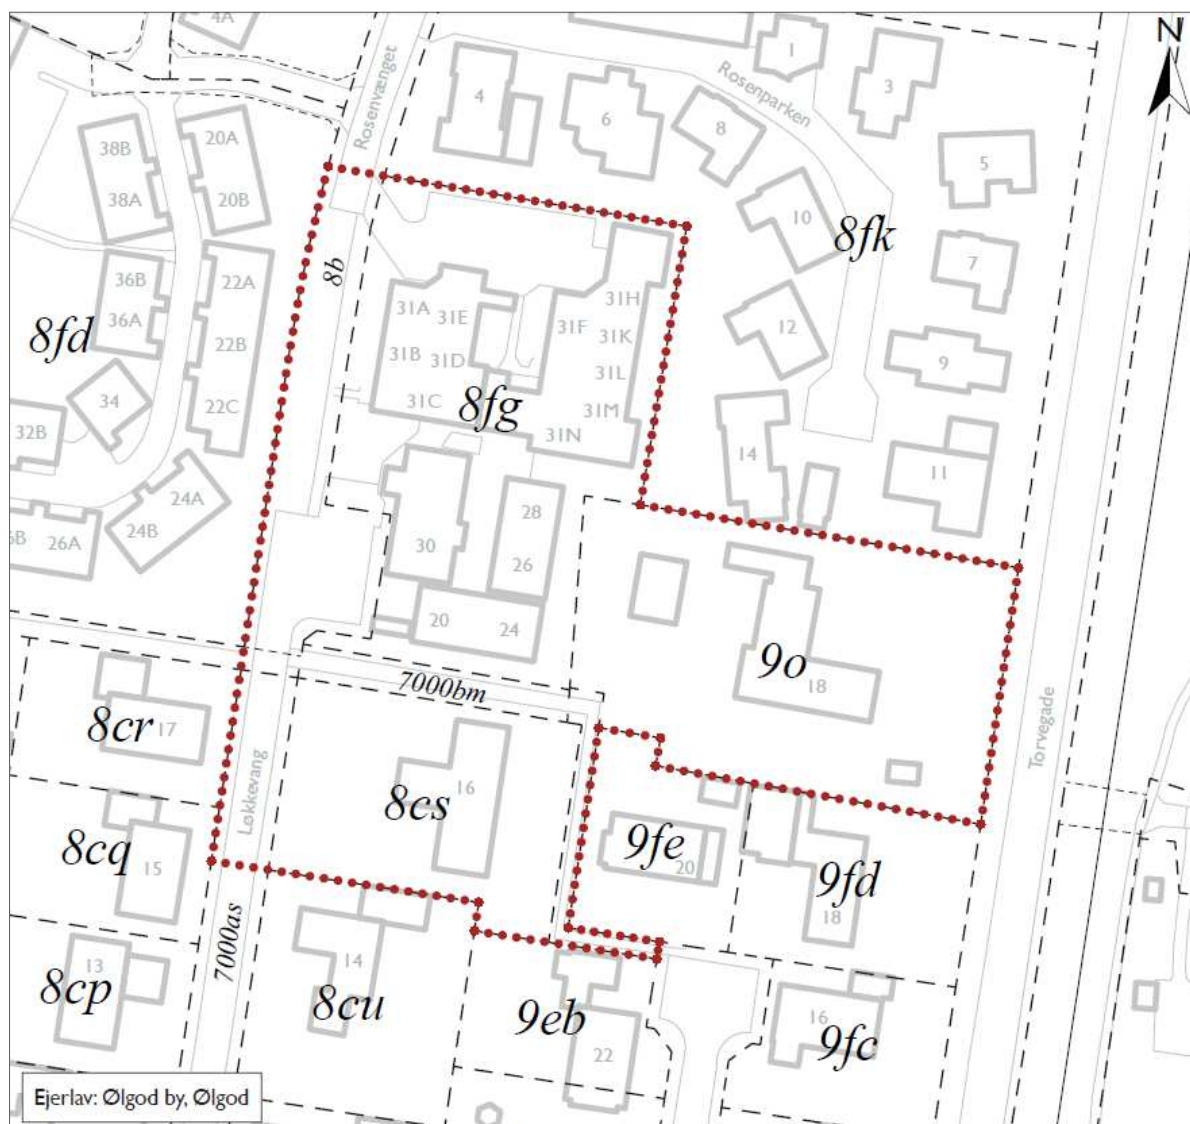 4A
N
Rosenvænget
4
6
8
Rosenparken
1
3
5
38B
20A
38A
20B
10
8fk
7
36B
22A
8b
31A
31E
31H
31F
31K
36A
8fd
22B
31B
31D
31L
12
9
34
22C
31C
8fg
31M
31N
32B
14
11
24A
28
24B
26A
30
26
20
24
9o
18
7000bm
8cr
17
Torvegade
16
8cs
Løkkevang
8cq
15
9fe
20
9fd
18
7000as
13
8cp
14
8cu
9eb
22
16
9fc
Ejerlav: Ølgod by, Ølgod